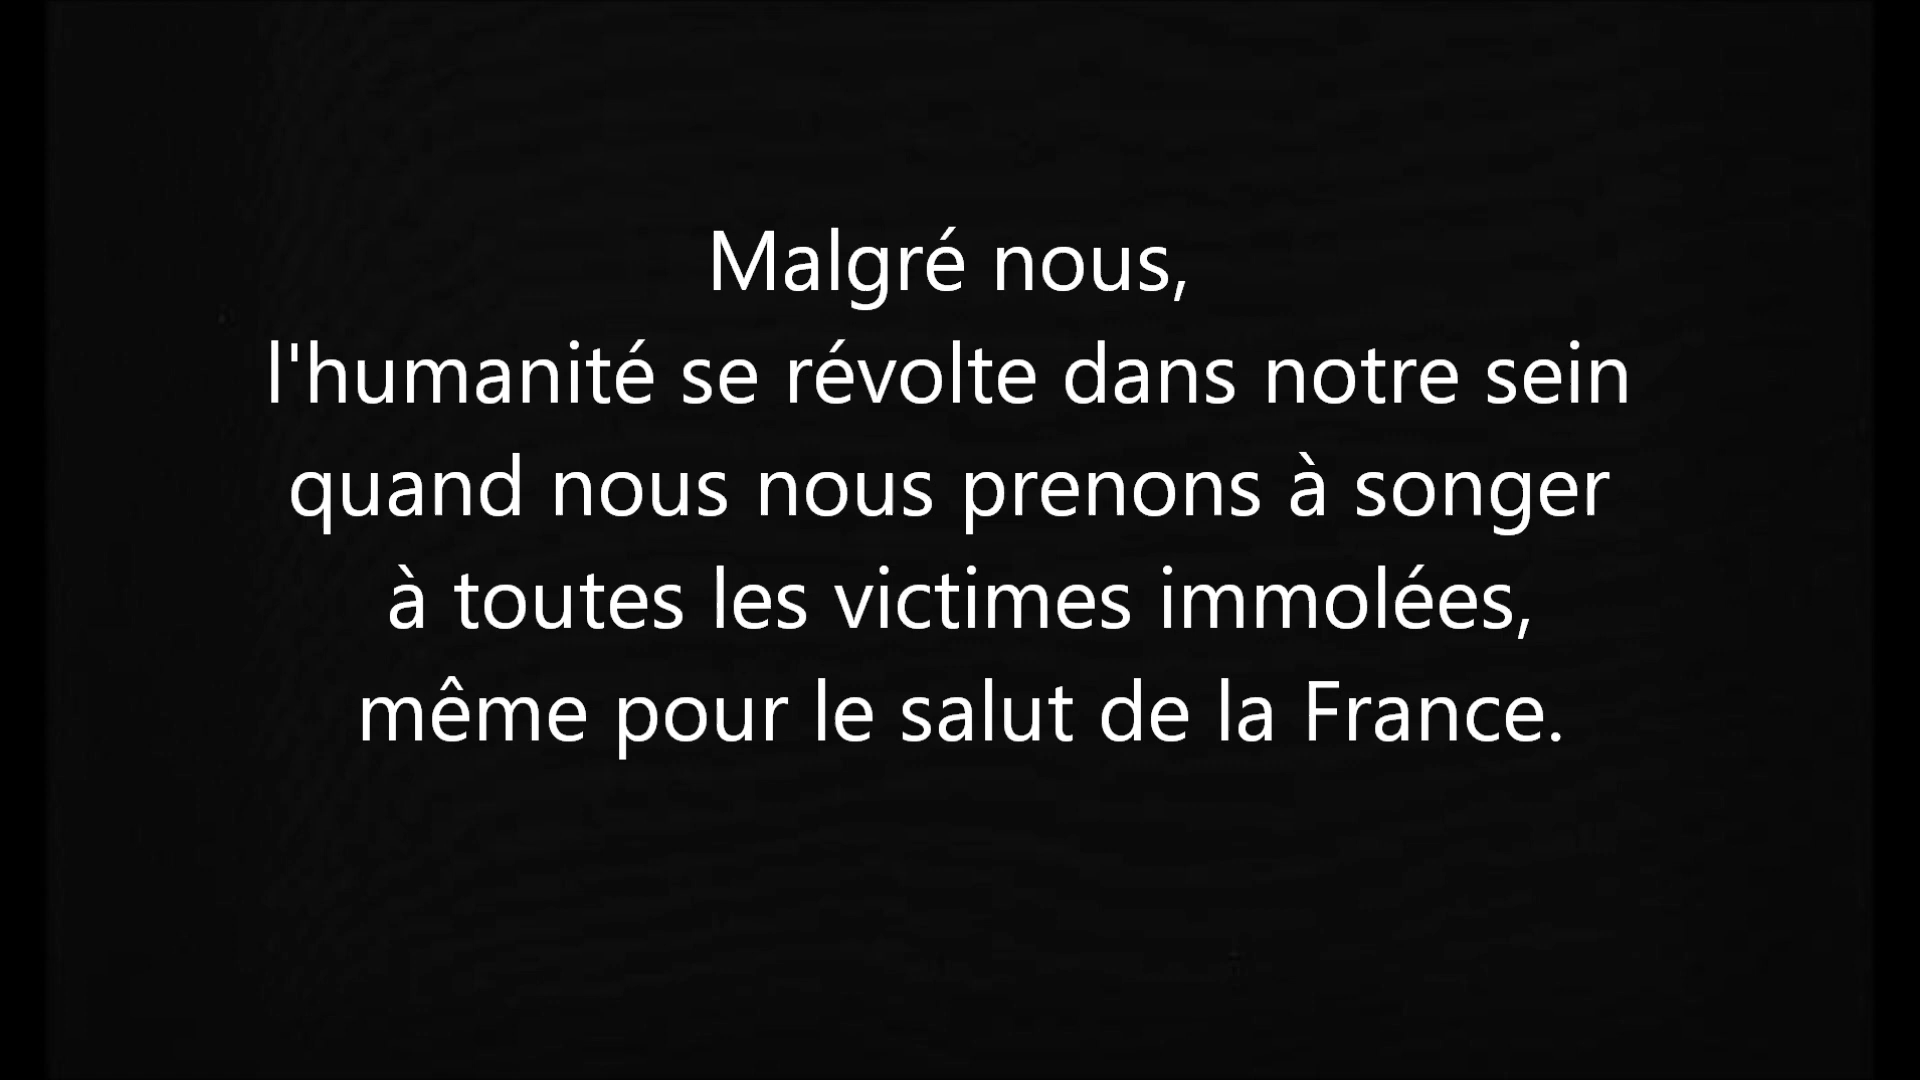 Malgré nous,
l'humanité se révolte dans notre sein
quand nous nous prenons à songer
à toutes les victimes immolées,
même pour le salut de la France.